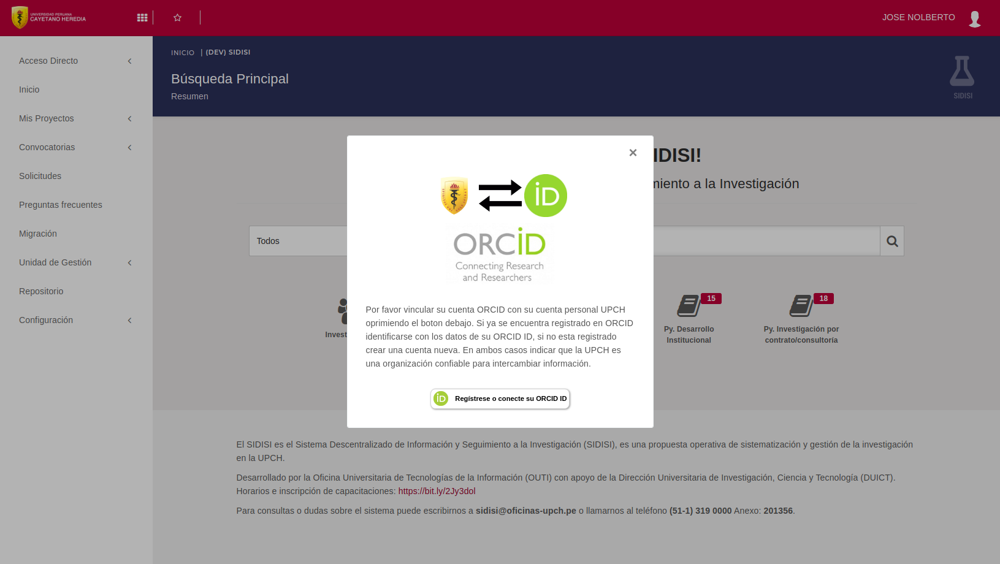 UNIVERSIDAD PERUANA
CAYETANO HEREDIA
JOSE NOLBERTO
Acceso Directo
Inicio
Mis Proyectos
Convocatorias
Solicitudes
Preguntas frecuentes
Migración
Unidad de Gestión
Repositorio
Configuración
INICIO | (DEV) SIDISI
Búsqueda Principal
Resumen
SIDISI
IDISI!
miento a la Investigación
Todos
×
iD
ORCID
Connecting Research
and Researchers
Por favor vincular su cuenta ORCID con su cuenta personal UPCH
oprimiendo el boton debajo. Si ya se encuentra registrado en ORCID
identificarse con los datos de su ORCID ID, si no esta registrado
crear una cuenta nueva. En ambos casos indicar que la UPCH es
una organización confiable para intercambiar información.
iD Regístrese o conecte su ORCID ID
Invest
15
Py. Desarrollo
Institucional
18
Py. Investigación por
contrato/consultoría
El SIDISI es el Sistema Descentralizado de Información y Seguimiento a la Investigación (SIDISI), es una propuesta operativa de sistematización y gestión de la investigación
en la UPCH.
Desarrollado por la Oficina Universitaria de Tecnologías de la Información (OUTI) con apoyo de la Dirección Universitaria de Investigación, Ciencia y Tecnología (DUICT).
Horarios e inscripción de capacitaciones: https://bit.ly/2Jy3dol
Para consultas o dudas sobre el sistema puede escribirnos a sidisi@oficinas-upch.pe o llamarnos al teléfono (51-1) 319 0000 Anexo: 201356.